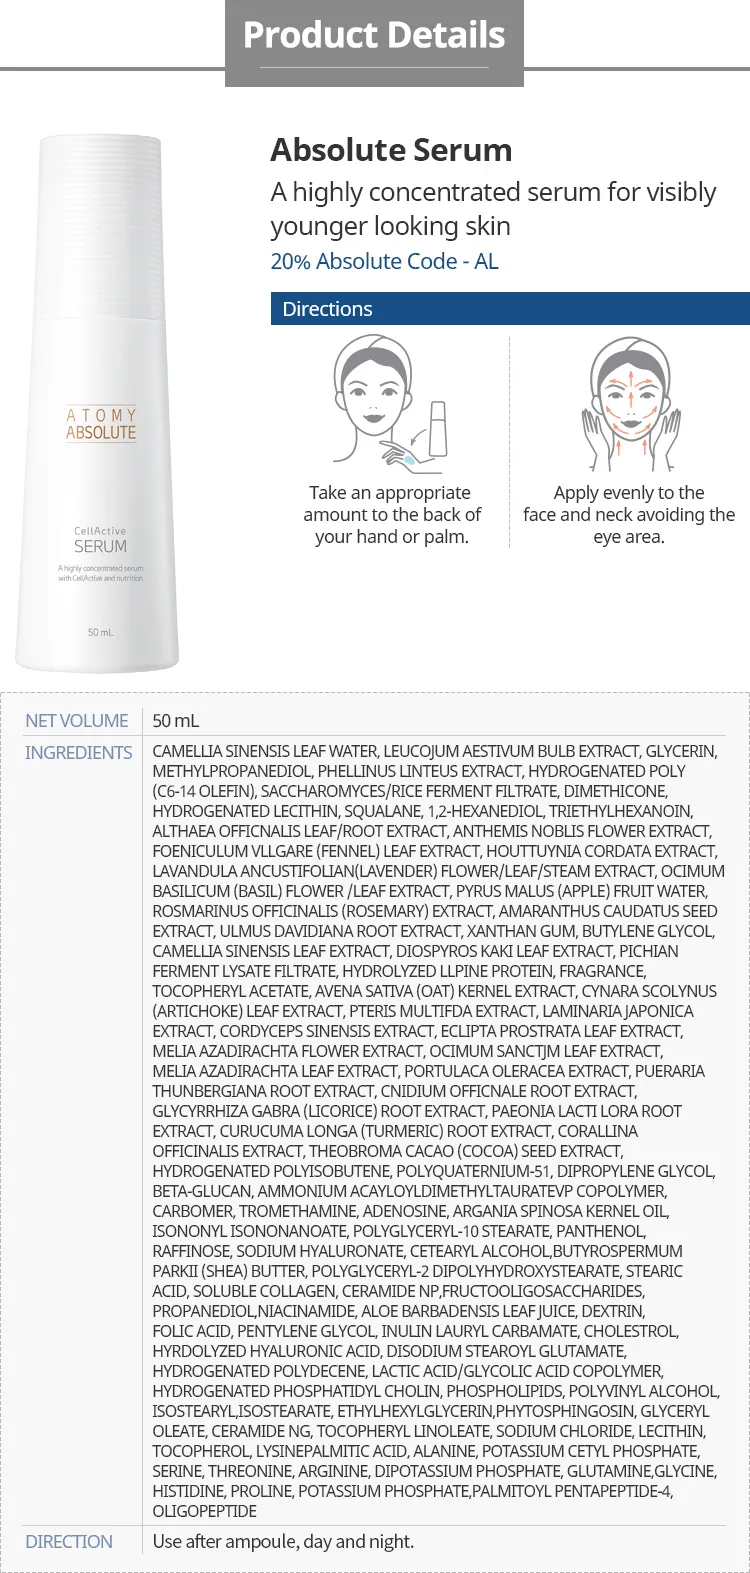 Product Details
Absolute Serum
A highly concentrated serum for visibly
younger looking skin
20% Absolute Code - AL
Directions
Take an appropriate
amount to the back of
your hand or palm.
Apply evenly to the
face and neck avoiding the
eye area.
ATOMY
ABSOLUTE
CellActive
SERUM
A highly concentrated serum
with CellActive and nutrition
50 mL
NET VOLUME 50 mL
INGREDIENTS CAMELLIA SINENSIS LEAF WATER, LEUCOJUM AESTIVUM BULB EXTRACT, GLYCERIN,
METHYLPROPANEDIOL, PHELLINUS LINTEUS EXTRACT, HYDROGENATED POLY
(C6-14 OLEFIN), SACCHAROMYCES/RICE FERMENT FILTRATE, DIMETHICONE,
HYDROGENATED LECITHIN, SQUALANE, 1,2-HEXANEDIOL, TRIETHYLHEXANOIN,
ALTHAEA OFFICNALIS LEAF/ROOT EXTRACT, ANTHEMIS NOBLIS FLOWER EXTRACT,
FOENICULUM VLLGARE (FENNEL) LEAF EXTRACT, HOUTTUYNIA CORDATA EXTRACT,
LAVANDULA ANCUSTIFOLIAN(LAVENDER) FLOWER/LEAF/STEAM EXTRACT, OCIMUM
BASILICUM (BASIL) FLOWER /LEAF EXTRACT, PYRUS MALUS (APPLE) FRUIT WATER,
ROSMARINUS OFFICINALIS (ROSEMARY) EXTRACT, AMARANTHUS CAUDATUS SEED
EXTRACT, ULMUS DAVIDIANA ROOT EXTRACT, XANTHAN GUM, BUTYLENE GLYCOL,
CAMELLIA SINENSIS LEAF EXTRACT, DIOSPYROS KAKI LEAF EXTRACT, PICHIAN
FERMENT LYSATE FILTRATE, HYDROLYZED LLPINE PROTEIN, FRAGRANCE,
TOCOPHERYL ACETATE, AVENA SATIVA (OAT) KERNEL EXTRACT, CYNARA SCOLYNUS
(ARTICHOKE) LEAF EXTRACT, PTERIS MULTIFDA EXTRACT, LAMINARIA JAPONICA
EXTRACT, CORDYCEPS SINENSIS EXTRACT, ECLIPTA PROSTRATA LEAF EXTRACT,
MELIA AZADIRACHTA FLOWER EXTRACT, OCIMUM SANCTJM LEAF EXTRACT,
MELIA AZADIRACHTA LEAF EXTRACT, PORTULACA OLERACEA EXTRACT, PUERARIA
THUNBERGIANA ROOT EXTRACT, CNIDIUM OFFICNALE ROOT EXTRACT,
GLYCYRRHIZA GABRA (LICORICE) ROOT EXTRACT, PAEONIA LACTI LORA ROOT
EXTRACT, CURUCUMA LONGA (TURMERIC) ROOT EXTRACT, CORALLINA
OFFICINALIS EXTRACT, THEOBROMA CACAO (COCOA) SEED EXTRACT,
HYDROGENATED POLYISOBUTENE, POLYQUATERNIUM-51, DIPROPYLENE GLYCOL,
BETA-GLUCAN, AMMONIUM ACAYLOYLDIMETHYLTAURATEVP COPOLYMER,
CARBOMER, TROMETHAMINE, ADENOSINE, ARGANIA SPINOSA KERNEL OIL,
ISONONYL ISONONANOATE, POLYGLYCERYL-10 STEARATE, PANTHENOL,
RAFFINOSE, SODIUM HYALURONATE, CETEARYL ALCOHOL,BUTYROSPERMUM
PARKII (SHEA) BUTTER, POLYGLYCERYL-2 DIPOLYHYDROXYSTEARATE, STEARIC
ACID, SOLUBLE COLLAGEN, CERAMIDE NP,FRUCTOOLIGOSACCHARIDES,
PROPANEDIOL,NIACINAMIDE, ALOE BARBADENSIS LEAF JUICE, DEXTRIN,
FOLIC ACID, PENTYLENE GLYCOL, INULIN LAURYL CARBAMATE, CHOLESTROL,
HYRDOLYZED HYALURONIC ACID, DISODIUM STEAROYL GLUTAMATE,
HYDROGENATED POLYDECENE, LACTIC ACID/GLYCOLIC ACID COPOLYMER,
HYDROGENATED PHOSPHATIDYL CHOLIN, PHOSPHOLIPIDS, POLYVINYL ALCOHOL,
ISOSTEARYL,ISOSTEARATE, ETHYLHEXYLGLYCERIN,PHYTOSPHINGOSIN, GLYCERYL
OLEATE, CERAMIDE NG, TOCOPHERYL LINOLEATE, SODIUM CHLORIDE, LECITHIN,
TOCOPHEROL, LYSINEPALMITIC ACID, ALANINE, POTASSIUM CETYL PHOSPHATE,
SERINE, THREONINE, ARGININE, DIPOTASSIUM PHOSPHATE, GLUTAMINE,GLYCINE,
HISTIDINE, PROLINE, POTASSIUM PHOSPHATE,PALMITOYL PENTAPEPTIDE-4,
OLIGOPEPTIDE
DIRECTION Use after ampoule, day and night.